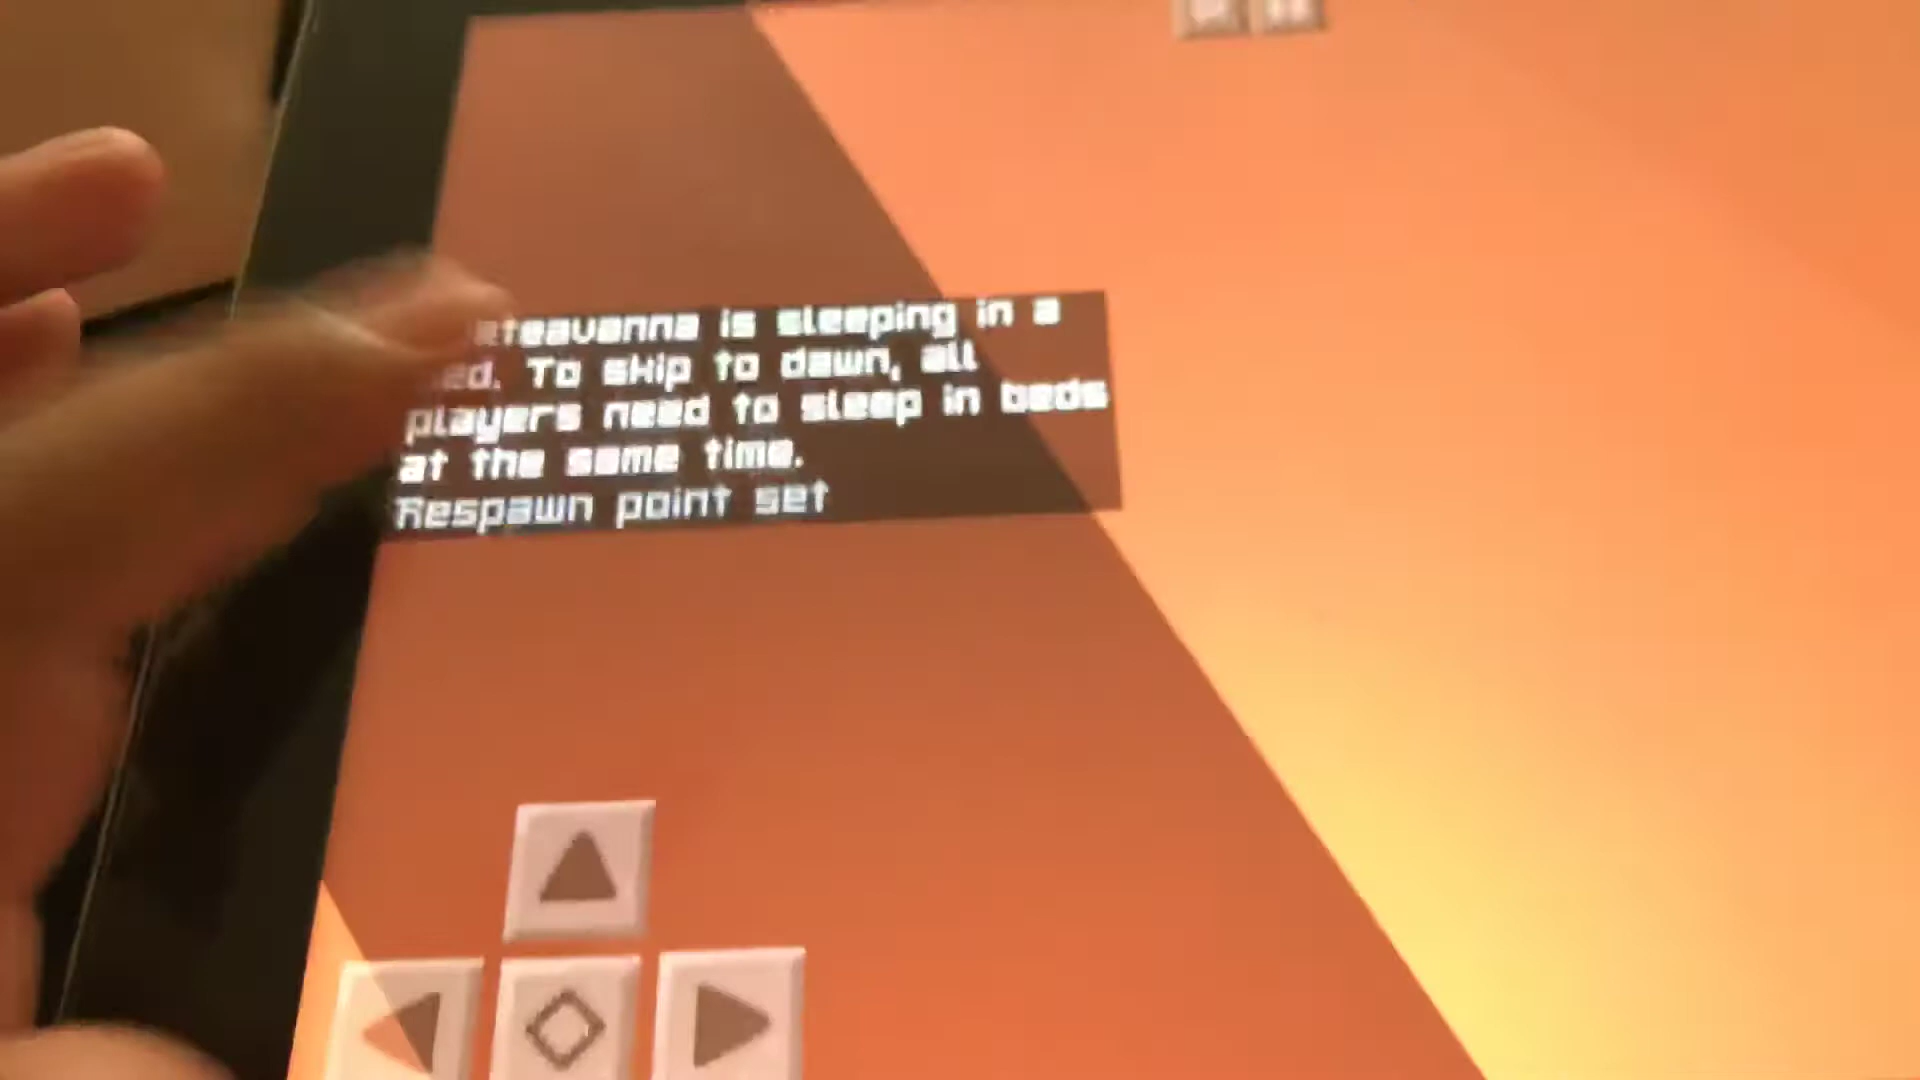 is sleeping in a
To skip to dawn, all
players need to sleep in beds
at the same time.
Respawn point set